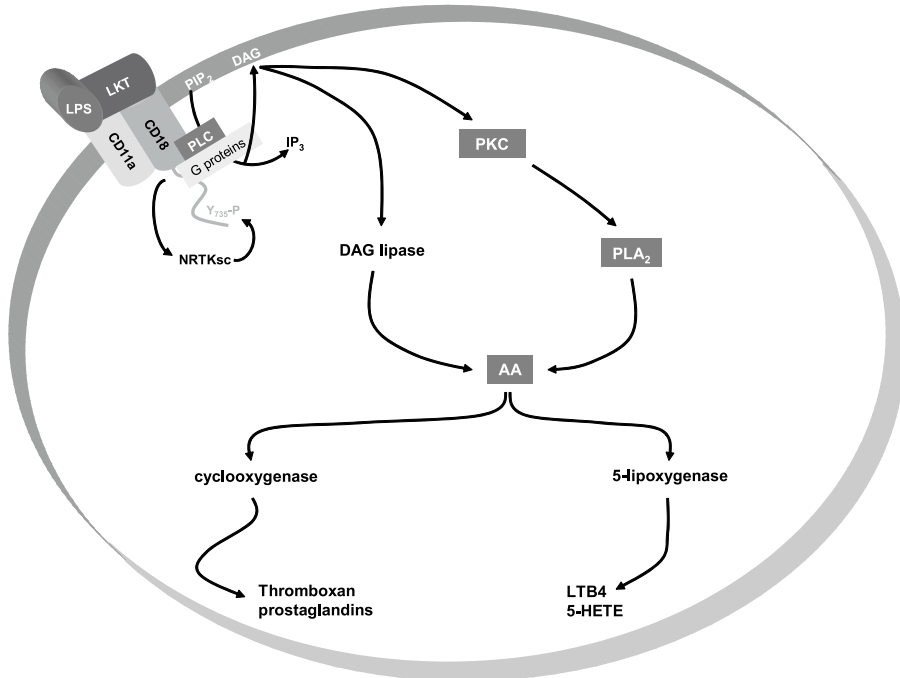 DAG
PIP₂
LKT
LPS
CD18
CD11a
PLC
G proteins
IP₃
PKC
Y₇₃₅-P
NRTKsc
DAG lipase
PLA₂
AA
cyclooxygenase
5-lipoxygenase
Thromboxan
prostaglandins
LTB4
5-HETE